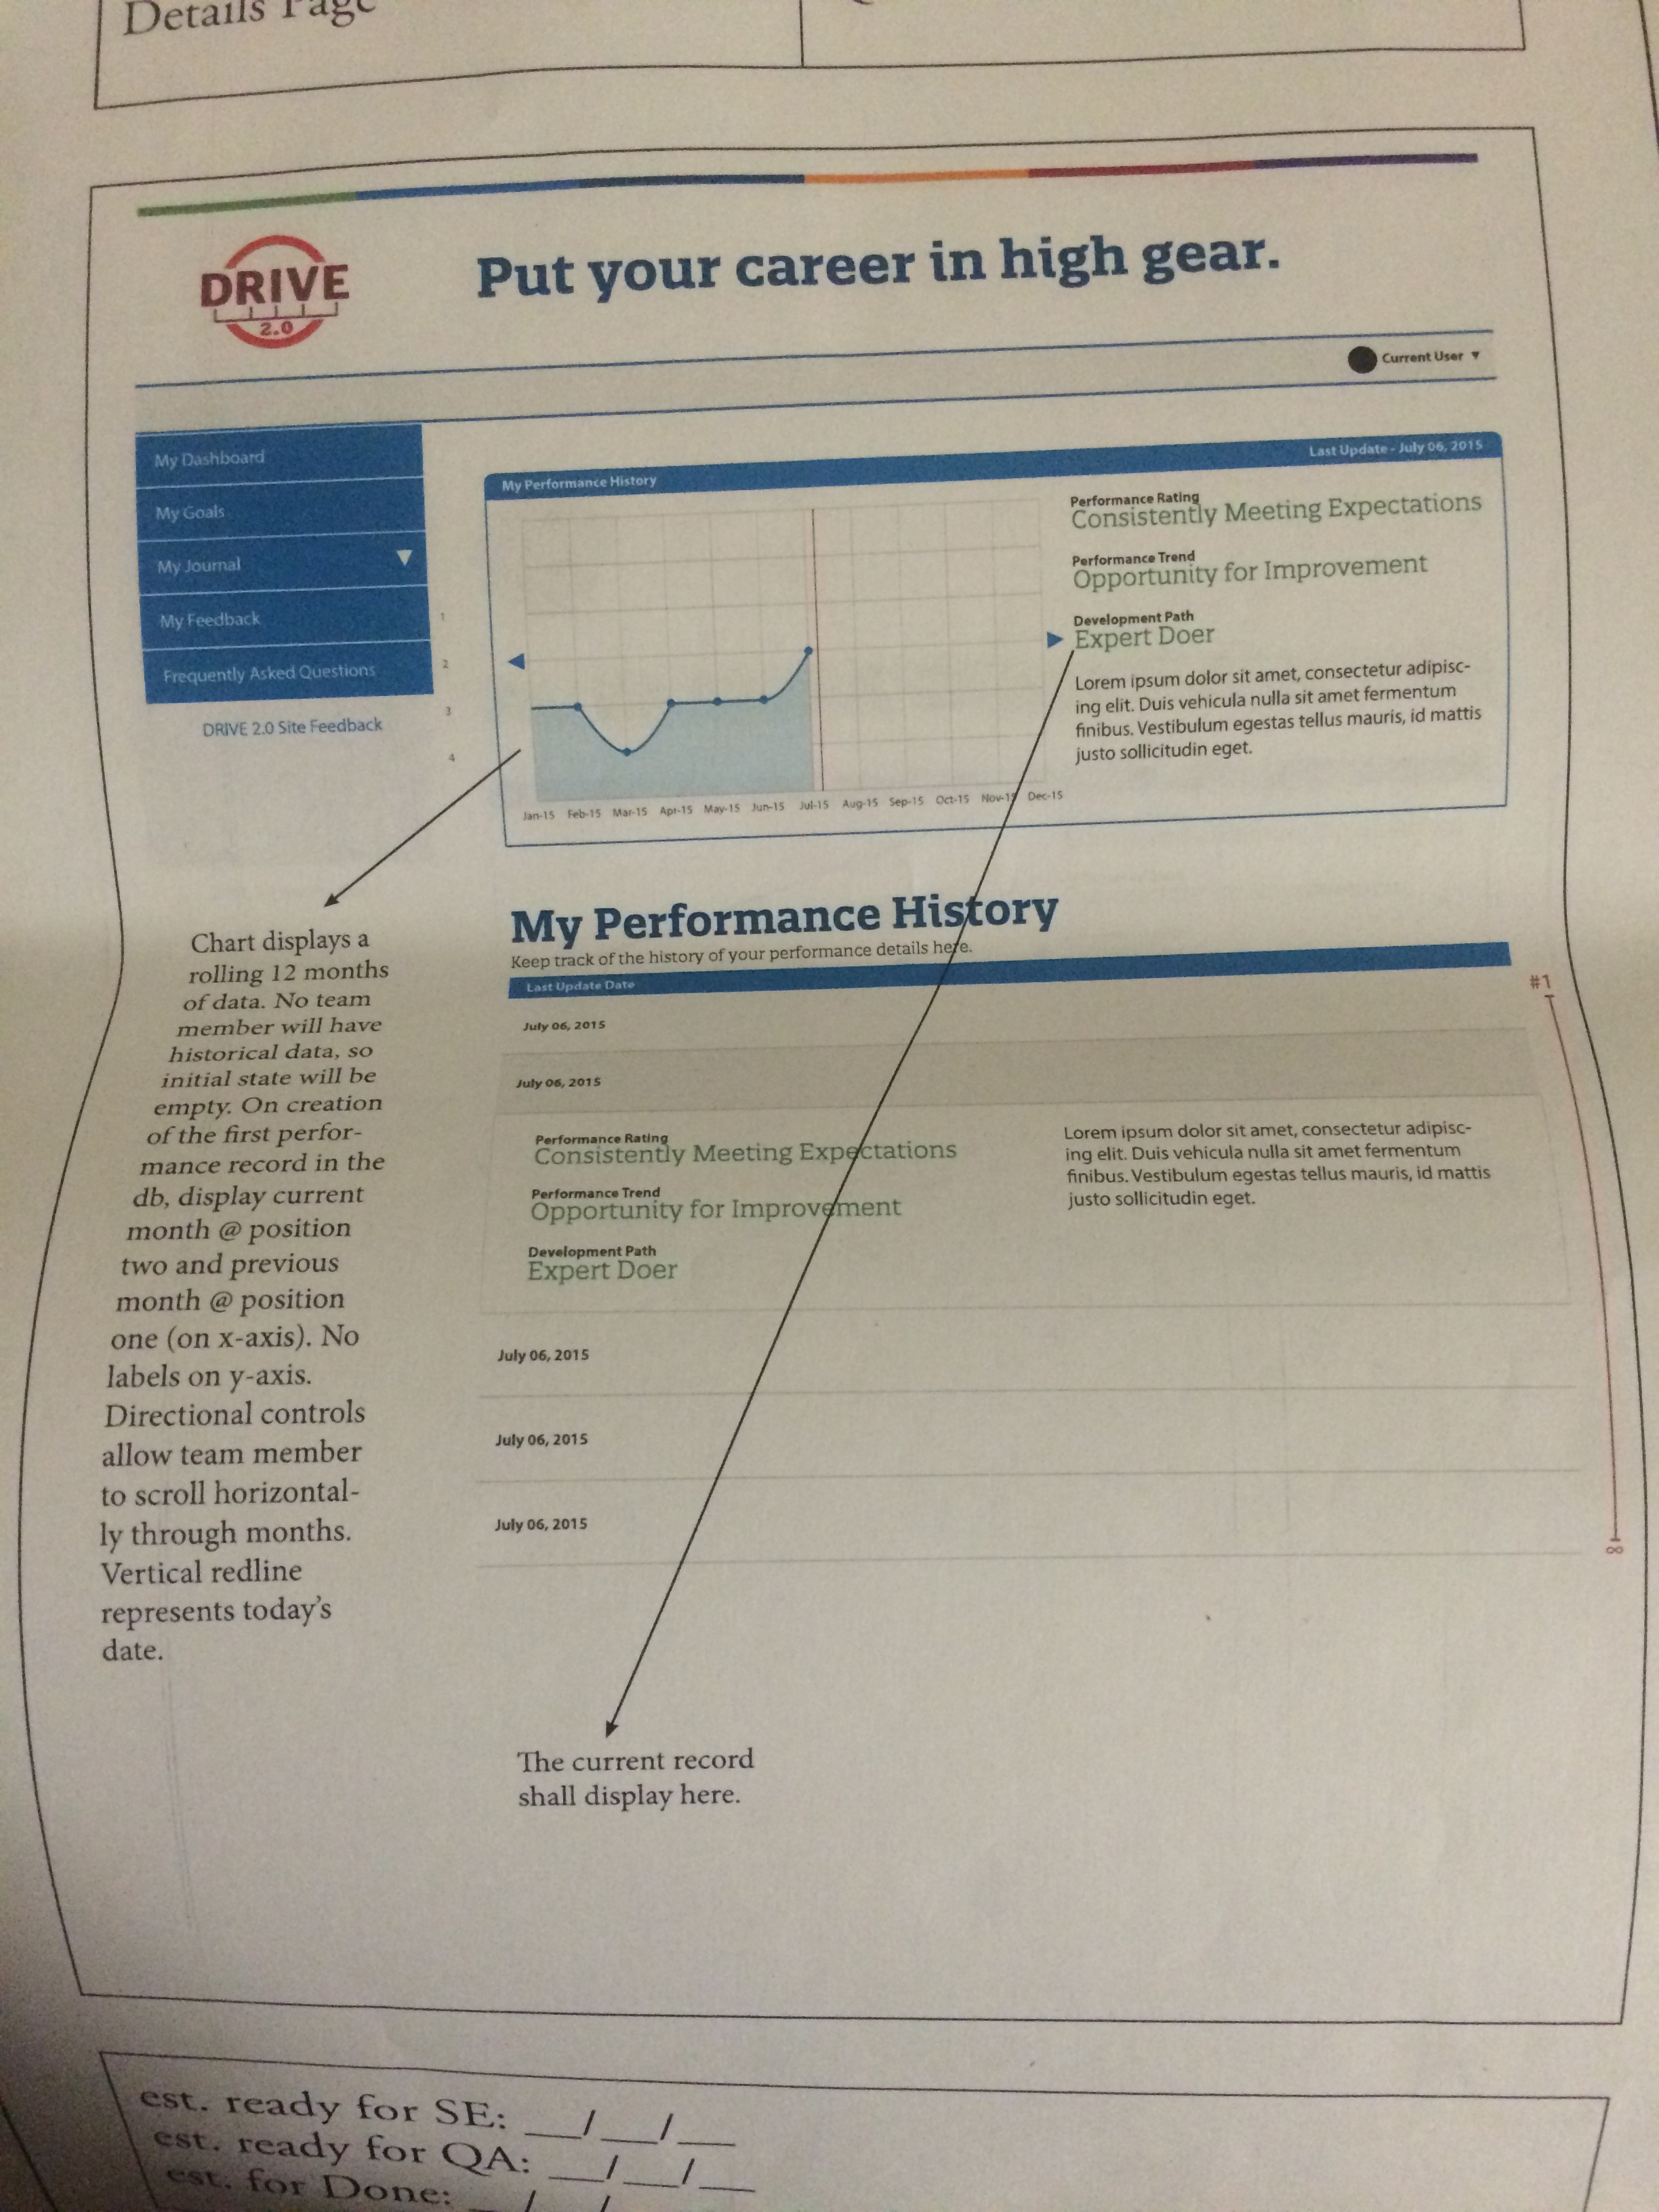 Details Page
DRIVE
2.0
Put your career in high gear.
Current User ▼
My Dashboard
My Goals
My Journal ▼
My Feedback
Frequently Asked Questions
DRIVE 2.0 Site Feedback
My Performance History
Last Update - July 06, 2015
1
2
3
4
Jan-15 Feb-15 Mar-15 Apr-15 May-15 Jun-15 Jul-15 Aug-15 Sep-15 Oct-15 Nov-15 Dec-15
Performance Rating
Consistently Meeting Expectations
Performance Trend
Opportunity for Improvement
Development Path
Expert Doer
Lorem ipsum dolor sit amet, consectetur adipisc-
ing elit. Duis vehicula nulla sit amet fermentum
finibus. Vestibulum egestas tellus mauris, id mattis
justo sollicitudin eget.
Chart displays a
rolling 12 months
of data. No team
member will have
historical data, so
initial state will be
empty. On creation
of the first perfor-
mance record in the
db, display current
month @ position
two and previous
month @ position
one (on x-axis). No
labels on y-axis.
Directional controls
allow team member
to scroll horizontal-
ly through months.
Vertical redline
represents today's
date.
My Performance History
Keep track of the history of your performance details here.
Last Update Date
#1
July 06, 2015
July 06, 2015
Performance Rating
Consistently Meeting Expectations
Performance Trend
Opportunity for Improvement
Development Path
Expert Doer
Lorem ipsum dolor sit amet, consectetur adipisc-
ing elit. Duis vehicula nulla sit amet fermentum
finibus. Vestibulum egestas tellus mauris, id mattis
justo sollicitudin eget.
July 06, 2015
July 06, 2015
July 06, 2015
∞
The current record
shall display here.
est. ready for SE: __/__/__
est. ready for QA: __/__/__
est. for Done: __/__/__